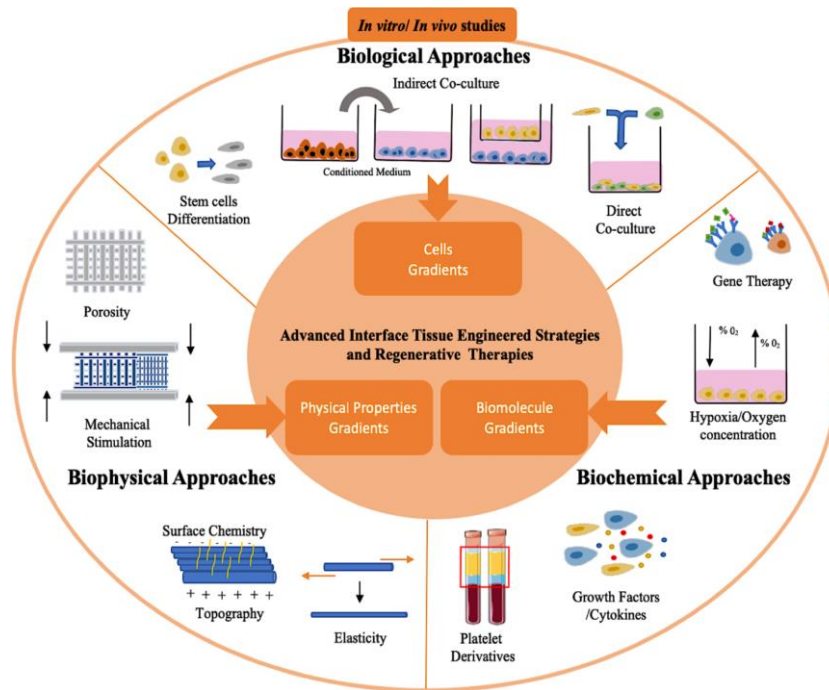 In vitro/ In vivo studies
Biological Approaches
Indirect Co-culture
Conditioned Medium
Stem cells
Differentiation
Direct
Co-culture
Cells
Gradients
Gene Therapy
Porosity
% 0₂
% 0₂
Advanced Interface Tissue Engineered Strategies
and Regenerative Therapies
Mechanical
Stimulation
Physical Properties
Gradients
Biomolecule
Gradients
Hypoxia/Oxygen
concentration
Biophysical Approaches
Biochemical Approaches
Surface Chemistry
- - - - - -
+ + + + + +
Topography
Elasticity
Platelet
Derivatives
Growth Factors
/Cytokines